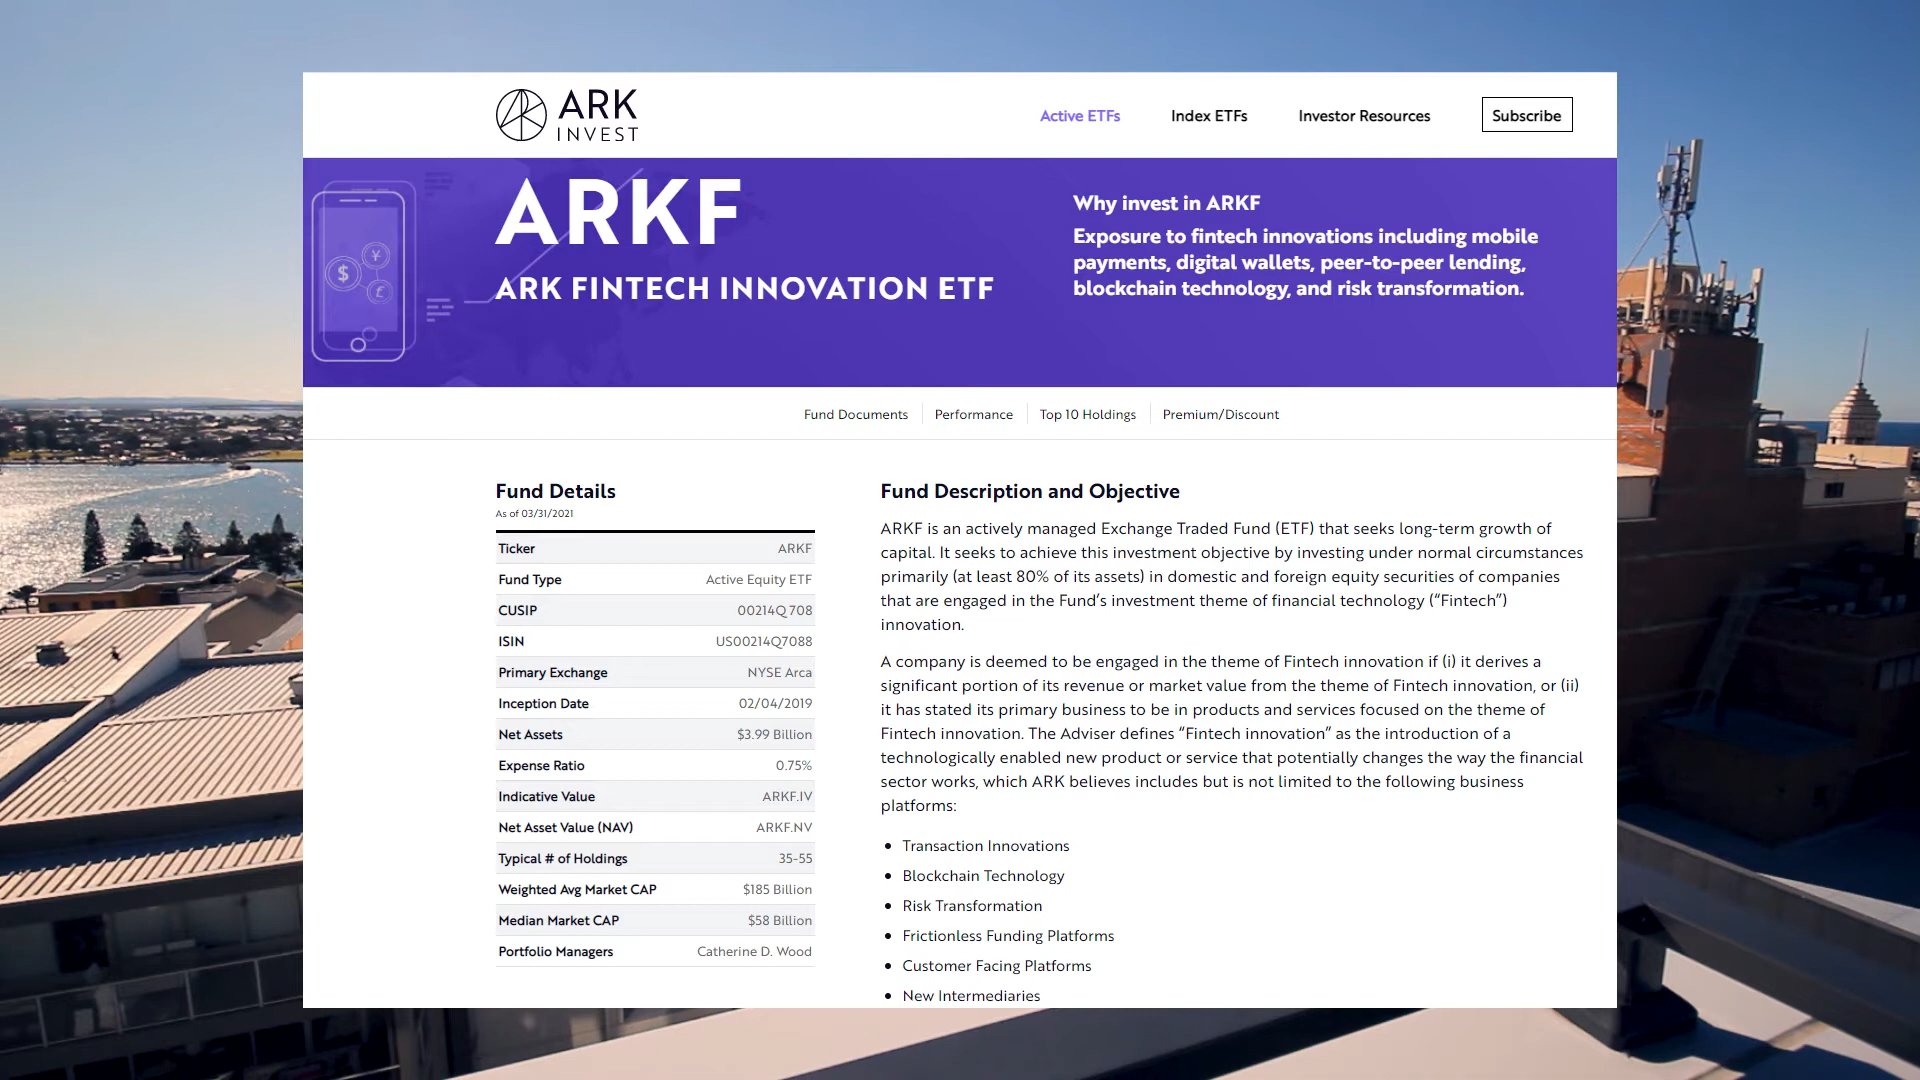 ARK
INVEST
Active ETFs
Index ETFs
Investor Resources
Subscribe
ARKF
ARK FINTECH INNOVATION ETF
Why invest in ARKF
Exposure to fintech innovations including mobile
payments, digital wallets, peer-to-peer lending,
blockchain technology, and risk transformation.
$
¥
£
Fund Documents
Performance
Top 10 Holdings
Premium/Discount
Fund Details
As of 03/31/2021
Ticker ARKF
Fund Type Active Equity ETF
CUSIP 00214Q 708
ISIN US00214Q7088
Primary Exchange NYSE Arca
Inception Date 02/04/2019
Net Assets $3.99 Billion
Expense Ratio 0.75%
Indicative Value ARKF.IV
Net Asset Value (NAV) ARKF.NV
Typical # of Holdings 35-55
Weighted Avg Market CAP $185 Billion
Median Market CAP $58 Billion
Portfolio Managers Catherine D. Wood
Fund Description and Objective
ARKF is an actively managed Exchange Traded Fund (ETF) that seeks long-term growth of
capital. It seeks to achieve this investment objective by investing under normal circumstances
primarily (at least 80% of its assets) in domestic and foreign equity securities of companies
that are engaged in the Fund’s investment theme of financial technology (“Fintech”)
innovation.
A company is deemed to be engaged in the theme of Fintech innovation if (i) it derives a
significant portion of its revenue or market value from the theme of Fintech innovation, or (ii)
it has stated its primary business to be in products and services focused on the theme of
Fintech innovation. The Adviser defines “Fintech innovation” as the introduction of a
technologically enabled new product or service that potentially changes the way the financial
sector works, which ARK believes includes but is not limited to the following business
platforms:
• Transaction Innovations
• Blockchain Technology
• Risk Transformation
• Frictionless Funding Platforms
• Customer Facing Platforms
• New Intermediaries